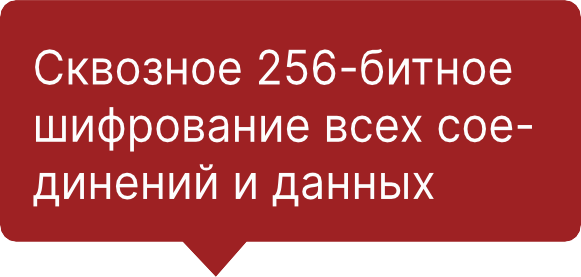 Сквозное 256-битное
шифрование всех сое-
динений и данных